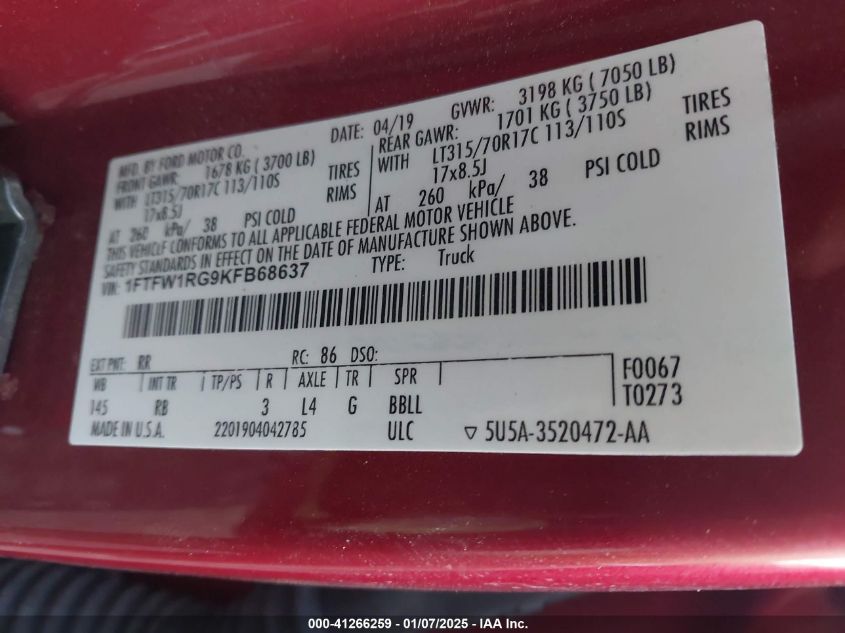 MFD. BY FORD MOTOR CO.
DATE: 04/19 GVWR: 3198 KG ( 7050 LB)
FRONT GAWR: 1678 KG ( 3700 LB)
WITH LT315/70R17C 113/110S TIRES
17x8.5J RIMS
AT 260 kPa/ 38 PSI COLD
REAR GAWR: 1701 KG ( 3750 LB)
WITH LT315/70R17C 113/110S TIRES
17x8.5J RIMS
AT 260 kPa/ 38 PSI COLD
THIS VEHICLE CONFORMS TO ALL APPLICABLE FEDERAL MOTOR VEHICLE
SAFETY STANDARDS IN EFFECT ON THE DATE OF MANUFACTURE SHOWN ABOVE.
VIN: 1FTFW1RG9KFB68637 TYPE: Truck
EXT PNT: RR RC: 86 DSO:
WB INT TR TP/PS R AXLE TR SPR
145 RB 3 L4 G BBLL
F0067
T0273
MADE IN U.S.A. 2201904042785 ULC ▽ 5U5A-3520472-AA
000-41266259 - 01/07/2025 - IAA Inc.